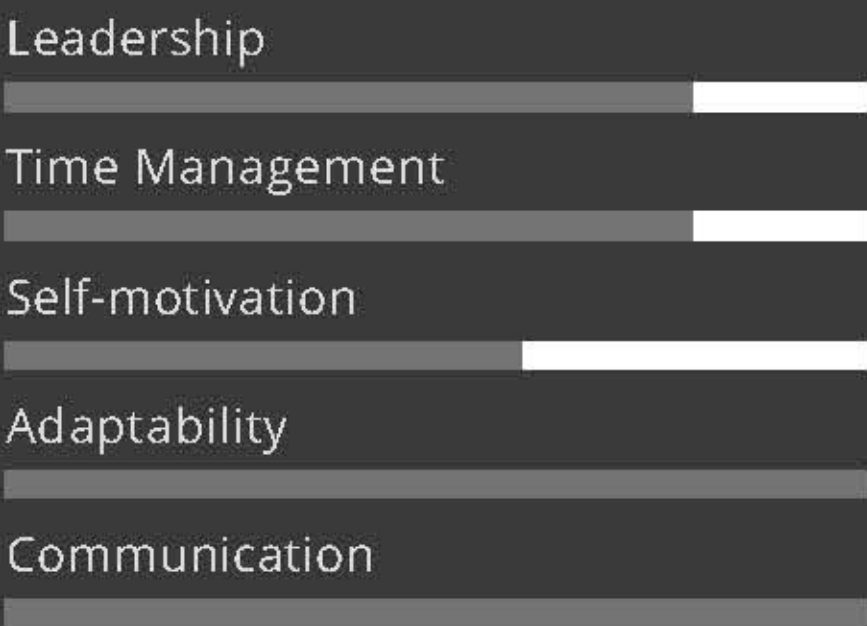 Leadership
Time Management
Self-motivation
Adaptability
Communication